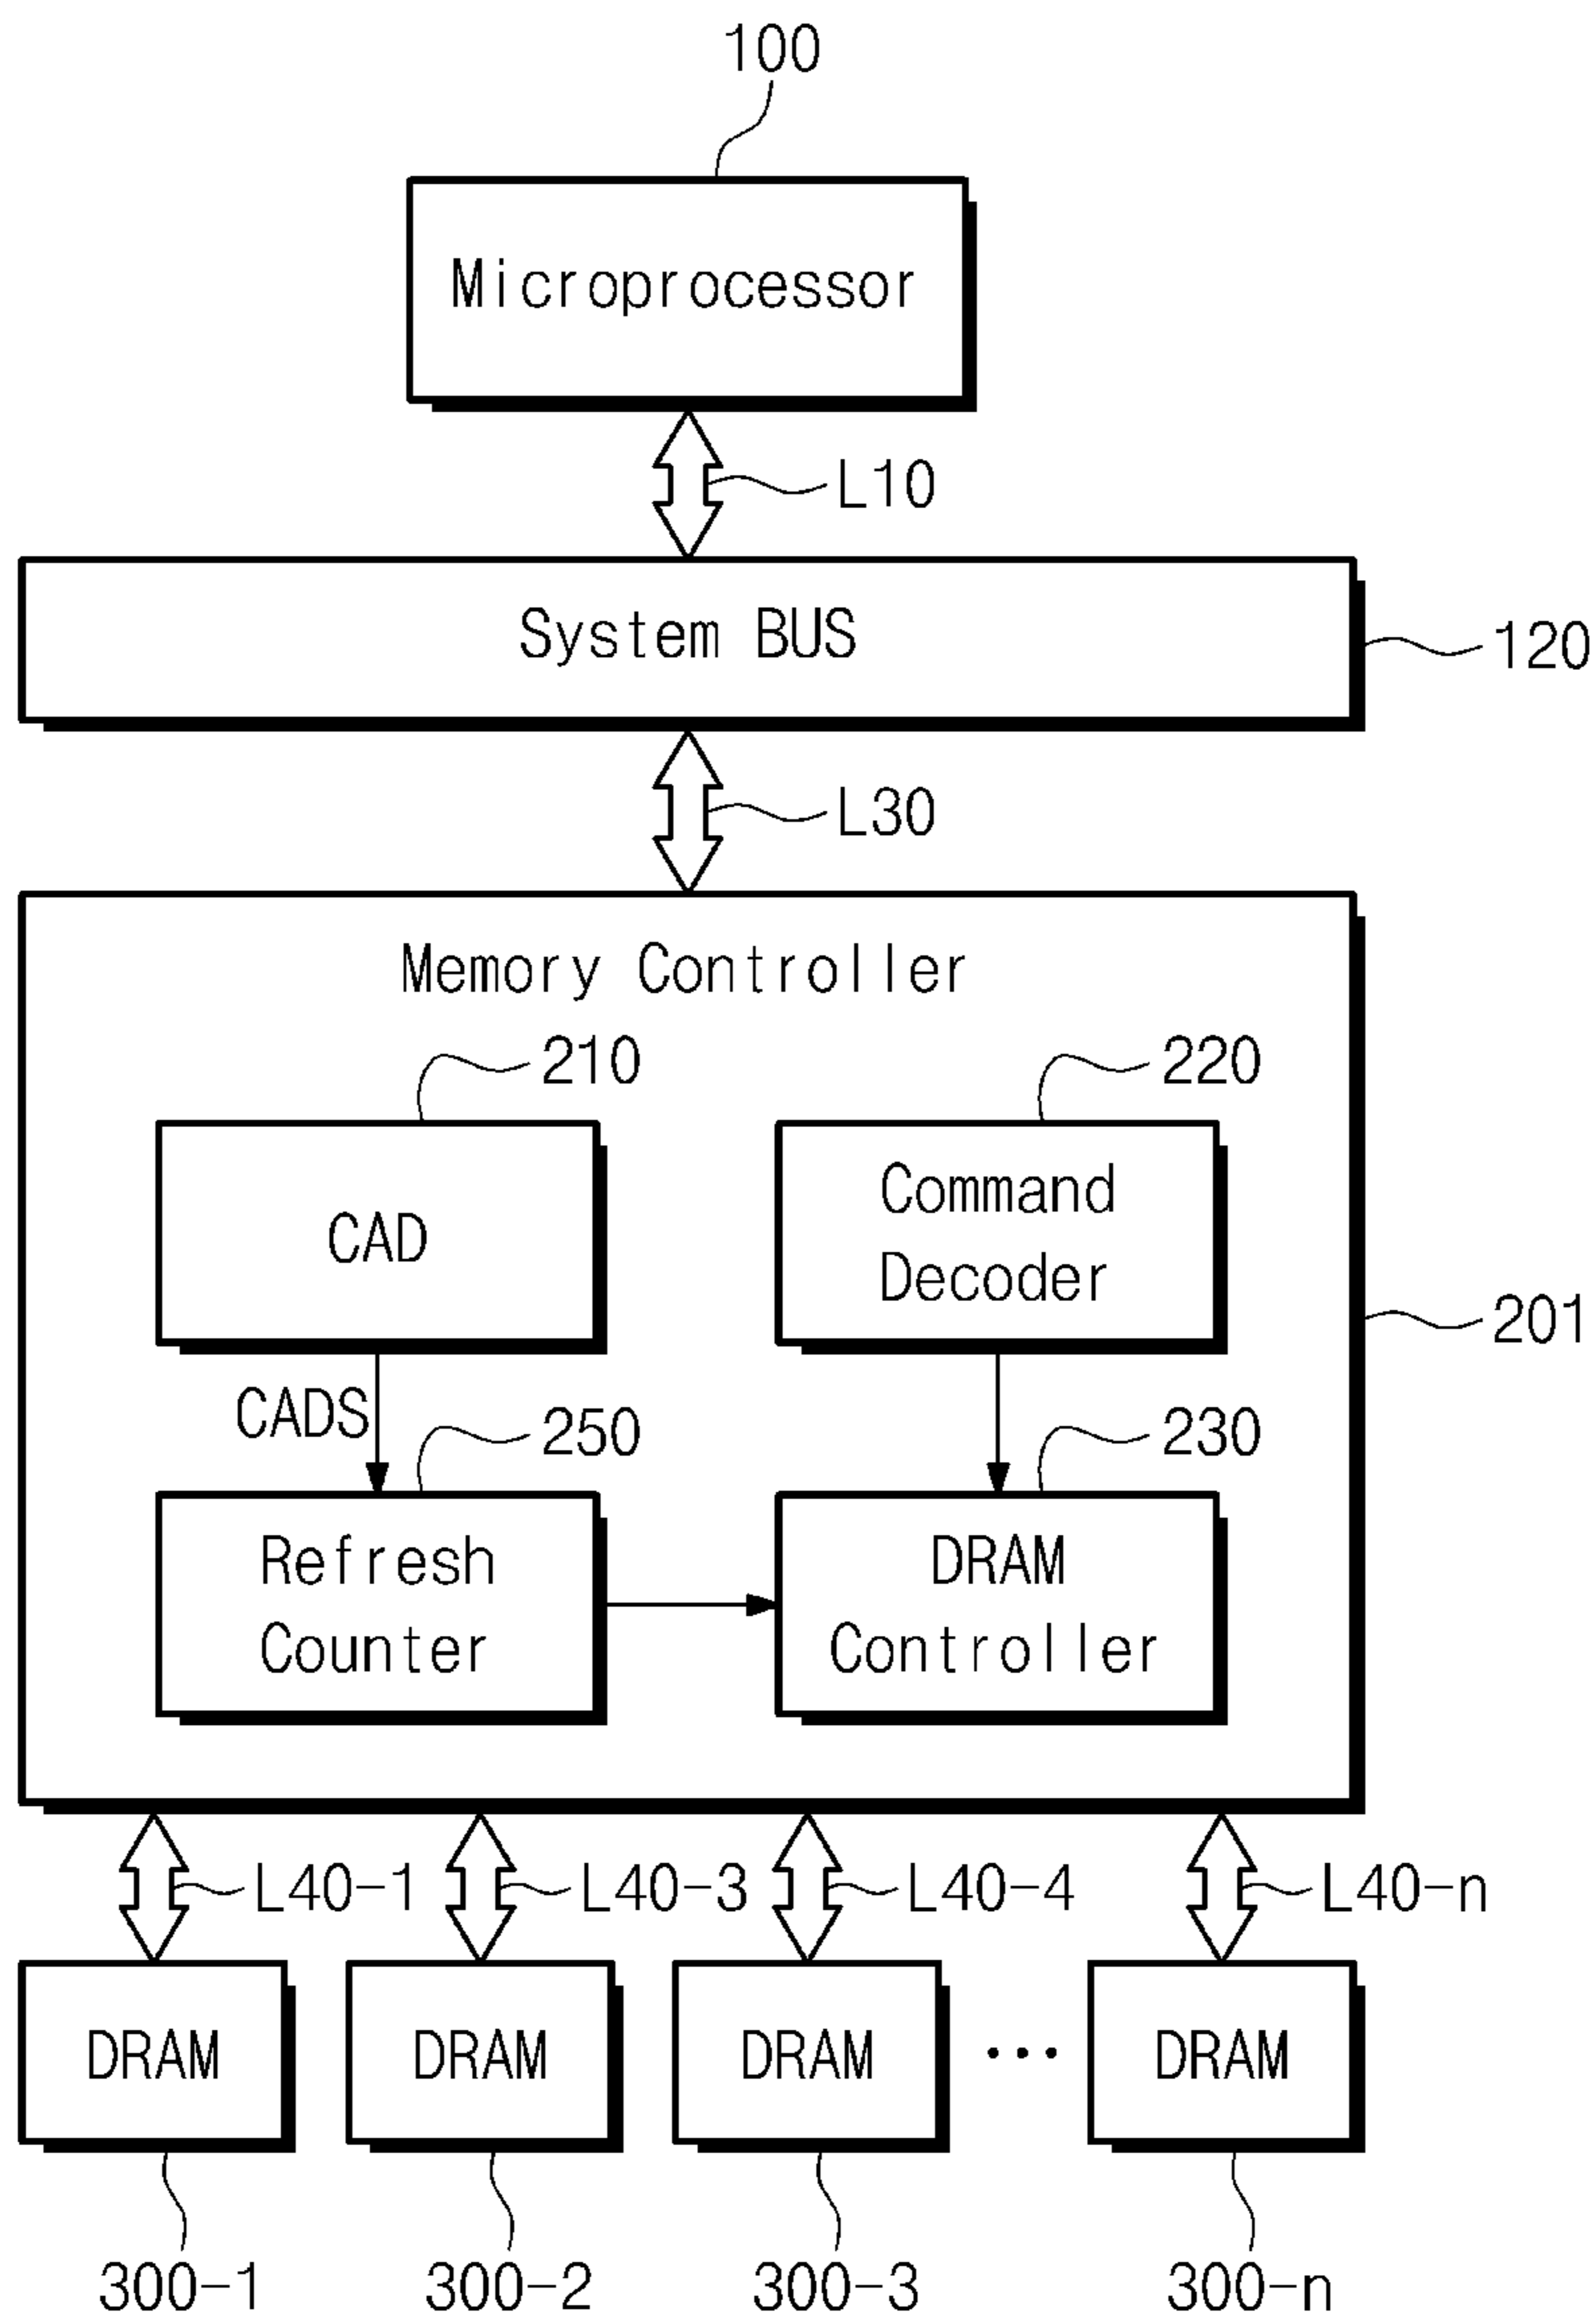 100
Microprocessor
L10
System BUS
120
L30
Memory Controller
210
220
CAD
Command
Decoder
201
CADS
250
230
Refresh
Counter
DRAM
Controller
L40-1
L40-3
L40-4
L40-n
DRAM
DRAM
DRAM
...
DRAM
300-1
300-2
300-3
300-n